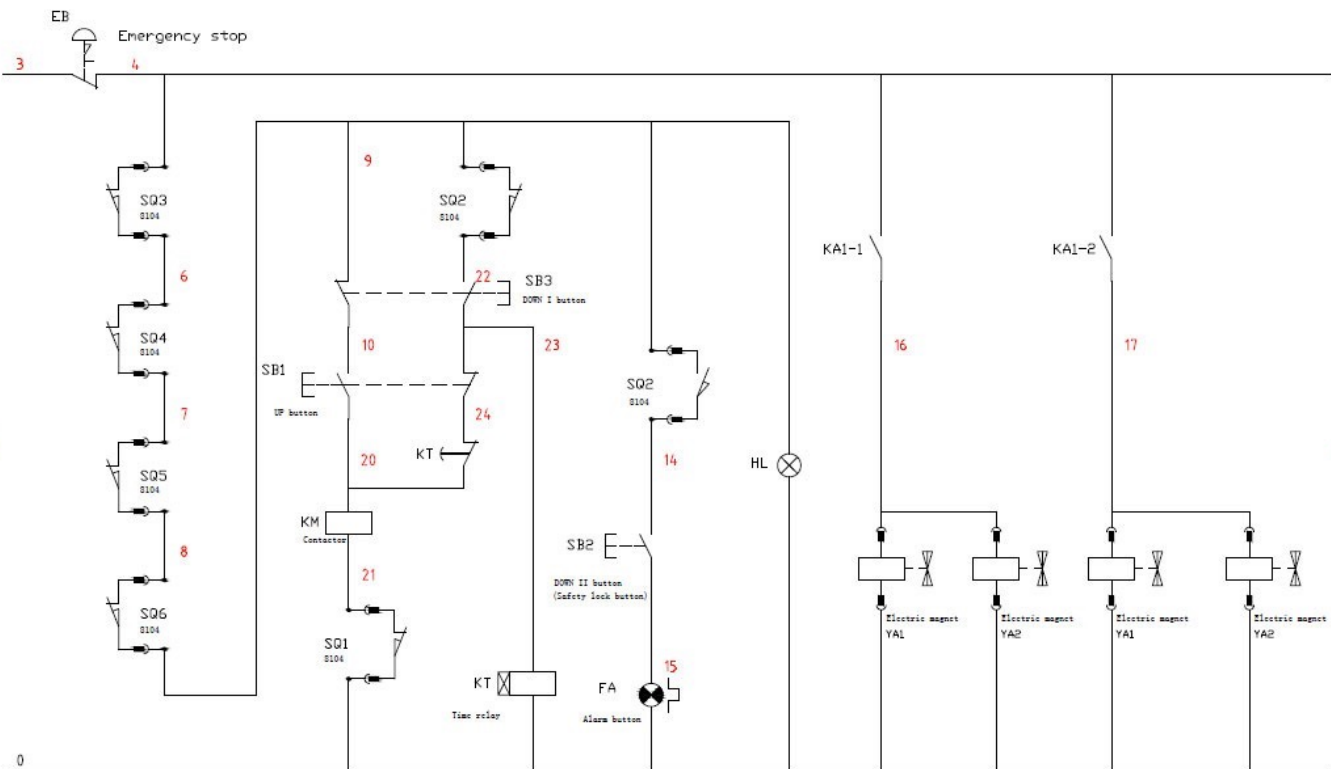 EB
Emergency stop
3
4
9
SQ3
S104
SQ2
S104
KA1-1
KA1-2
6
22
SB3
DOWN I button
SQ4
S104
10
23
16
17
SB1
UP button
SQ2
S104
7
24
20
KT
14
HL
SQ5
S104
KM
Contactor
8
SB2
DOWN II button
(Safety lock button)
21
SQ6
S104
SQ1
S104
Electric magnet
YA1
Electric magnet
YA2
Electric magnet
YA1
Electric magnet
YA2
15
KT
Time relay
FA
Alarm button
0